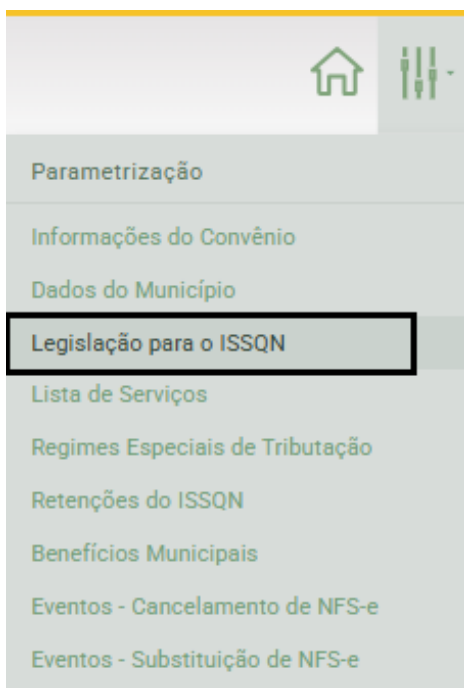 Parametrização
Informações do Convênio
Dados do Município
Legislação para o ISSQN
Lista de Serviços
Regimes Especiais de Tributação
Retenções do ISSQN
Benefícios Municipais
Eventos - Cancelamento de NFS-e
Eventos - Substituição de NFS-e